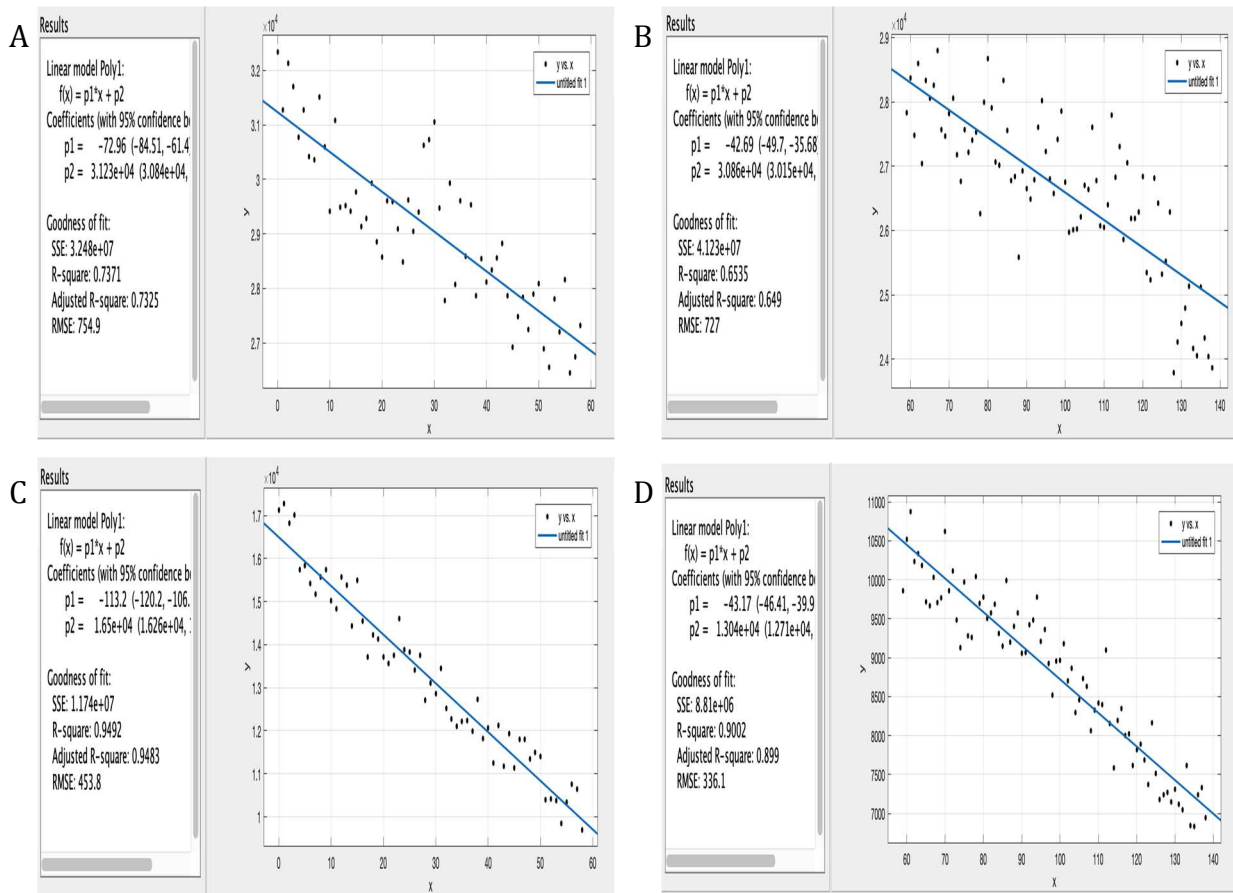 A
Results
Linear model Poly1:
f(x) = p1*x + p2
Coefficients (with 95% confidence b
p1 = -72.96 (-84.51, -61.4
p2 = 3.123e+04 (3.084e+04,
Goodness of fit:
SSE: 3.248e+07
R-square: 0.7371
Adjusted R-square: 0.7325
RMSE: 754.9
×10⁴
3.2
3.1
3
2.9
2.8
2.7
y
0 10 20 30 40 50 60
x
y vs. x
untitled fit 1
B
Results
Linear model Poly1:
f(x) = p1*x + p2
Coefficients (with 95% confidence b
p1 = -42.69 (-49.7, -35.68
p2 = 3.086e+04 (3.015e+04,
Goodness of fit:
SSE: 4.123e+07
R-square: 0.6535
Adjusted R-square: 0.649
RMSE: 727
×10⁴
2.9
2.8
2.7
2.6
2.5
2.4
y
60 70 80 90 100 110 120 130 140
x
y vs. x
untitled fit 1
C
Results
Linear model Poly1:
f(x) = p1*x + p2
Coefficients (with 95% confidence b
p1 = -113.2 (-120.2, -106.
p2 = 1.65e+04 (1.626e+04,
Goodness of fit:
SSE: 1.174e+07
R-square: 0.9492
Adjusted R-square: 0.9483
RMSE: 453.8
×10⁴
1.7
1.6
1.5
1.4
1.3
1.2
1.1
1
y
0 10 20 30 40 50 60
x
y vs. x
untitled fit 1
D
Results
Linear model Poly1:
f(x) = p1*x + p2
Coefficients (with 95% confidence b
p1 = -43.17 (-46.41, -39.9
p2 = 1.304e+04 (1.271e+04,
Goodness of fit:
SSE: 8.81e+06
R-square: 0.9002
Adjusted R-square: 0.899
RMSE: 336.1
11000
10500
10000
9500
9000
8500
8000
7500
7000
y
60 70 80 90 100 110 120 130 140
x
y vs. x
untitled fit 1